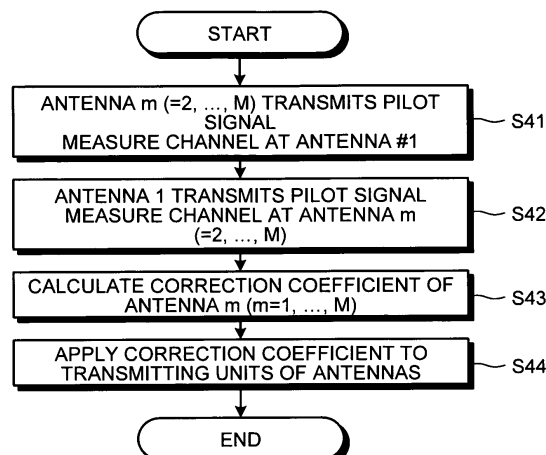 START
ANTENNA m (=2, ..., M) TRANSMITS PILOT
SIGNAL
MEASURE CHANNEL AT ANTENNA #1
S41
ANTENNA 1 TRANSMITS PILOT SIGNAL
MEASURE CHANNEL AT ANTENNA m
(=2, ..., M)
S42
CALCULATE CORRECTION COEFFICIENT OF
ANTENNA m (m=1, ..., M)
S43
APPLY CORRECTION COEFFICIENT TO
TRANSMITTING UNITS OF ANTENNAS
S44
END